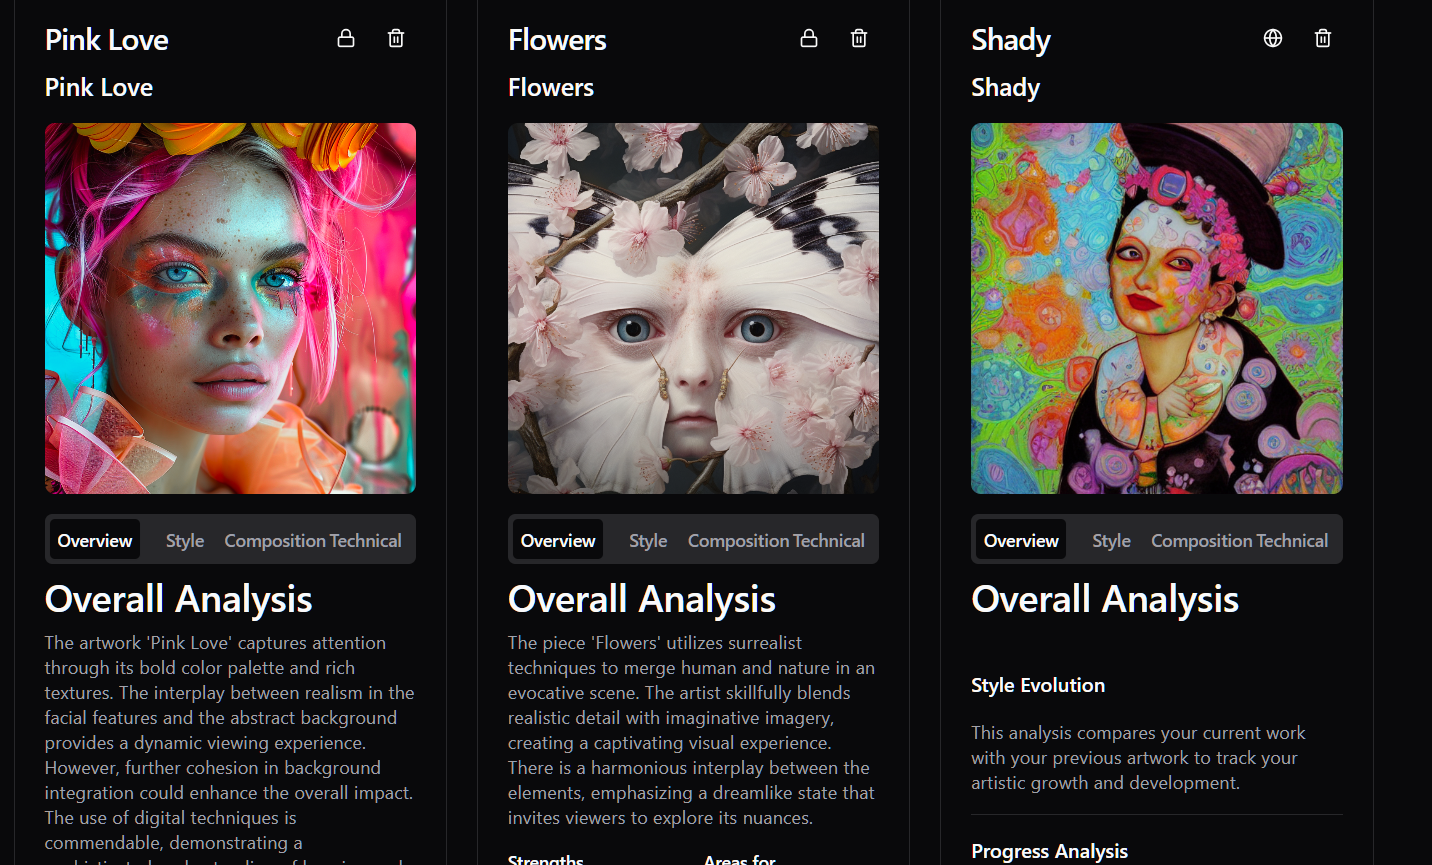 Pink Love
Pink Love
Overview Style Composition Technical
Overall Analysis
The artwork 'Pink Love' captures attention
through its bold color palette and rich
textures. The interplay between realism in the
facial features and the abstract background
provides a dynamic viewing experience.
However, further cohesion in background
integration could enhance the overall impact.
The use of digital techniques is
commendable, demonstrating a
Flowers
Flowers
Overview Style Composition Technical
Overall Analysis
The piece 'Flowers' utilizes surrealist
techniques to merge human and nature in an
evocative scene. The artist skillfully blends
realistic detail with imaginative imagery,
creating a captivating visual experience.
There is a harmonious interplay between the
elements, emphasizing a dreamlike state that
invites viewers to explore its nuances.
Strengths Areas for
Shady
Shady
Overview Style Composition Technical
Overall Analysis
Style Evolution
This analysis compares your current work
with your previous artwork to track your
artistic growth and development.
Progress Analysis